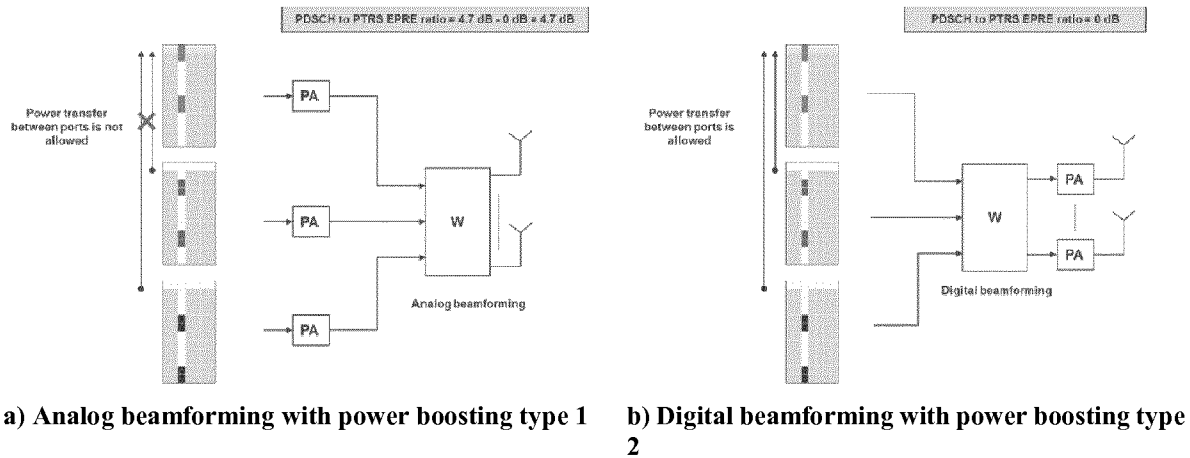 PDSCH to PTRS EPRE ratio = 4.7 dB - 0 dB = 4.7 dB
Power transfer
between ports is not
allowed
PA
PA
PA
W
Analog beamforming
a) Analog beamforming with power boosting type 1
PDSCH to PTRS EPRE ratio = 0 dB
Power transfer
between ports is
allowed
W
PA
PA
Digital beamforming
b) Digital beamforming with power boosting type
2